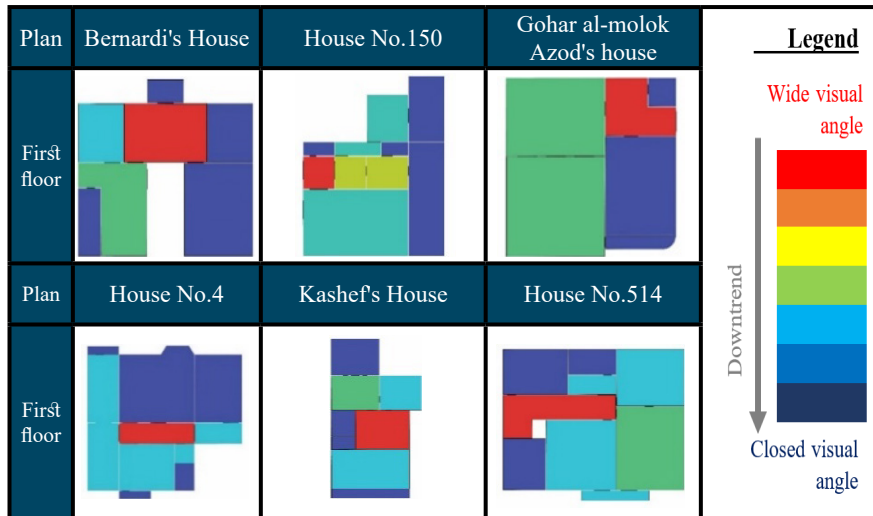 Plan
Bernardi's House
House No.150
Gohar al-molok
Azod's house
First
floor
Plan
House No.4
Kashef's House
House No.514
First
floor
Legend
Wide visual
angle
Downtrend
Closed visual
angle